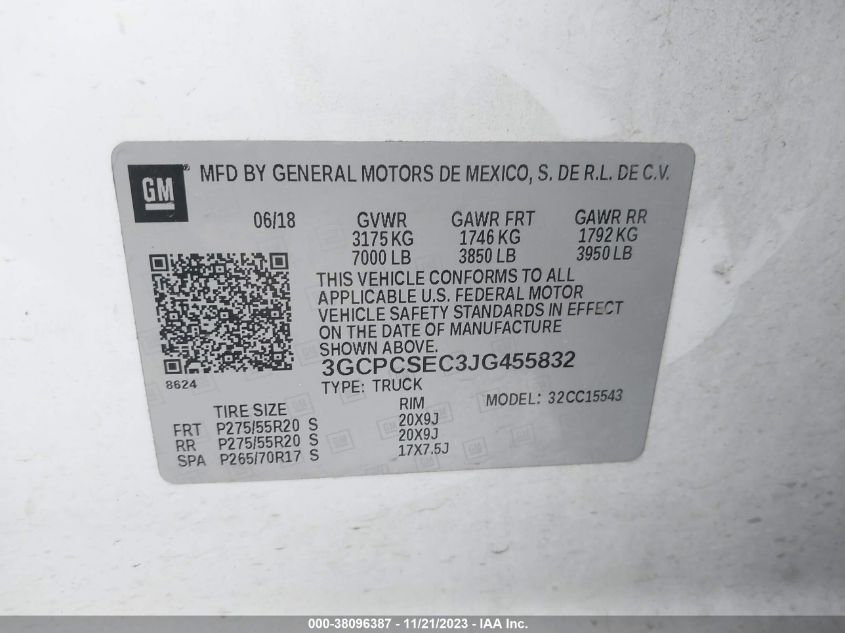 GM ® MFD BY GENERAL MOTORS DE MEXICO, S. DE R.L. DE C.V.
06/18 GVWR GAWR FRT GAWR RR
3175 KG 1746 KG 1792 KG
7000 LB 3850 LB 3950 LB
THIS VEHICLE CONFORMS TO ALL
APPLICABLE U.S. FEDERAL MOTOR
VEHICLE SAFETY STANDARDS IN EFFECT
ON THE DATE OF MANUFACTURE
SHOWN ABOVE.
3GCPCSEC3JG455832
8624
TYPE: TRUCK MODEL: 32CC15543
TIRE SIZE RIM
FRT P275/55R20 S 20X9J
RR P275/55R20 S 20X9J
SPA P265/70R17 S 17X7.5J
000-38096387 - 11/21/2023 - IAA Inc.